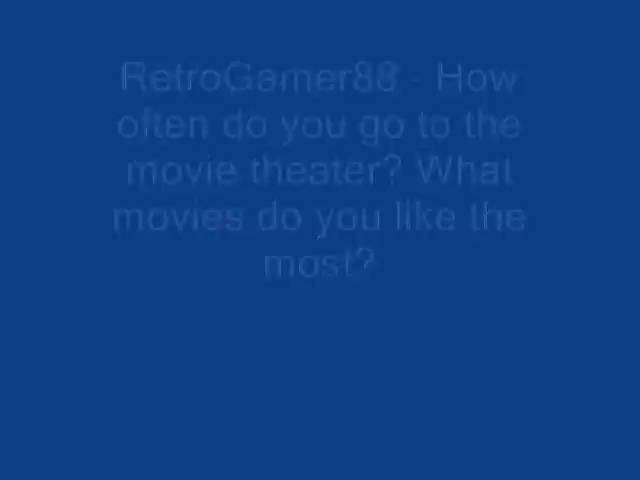 RetroGamer88 - How
often do you go to the
movie theater? What
movies do you like the
most?